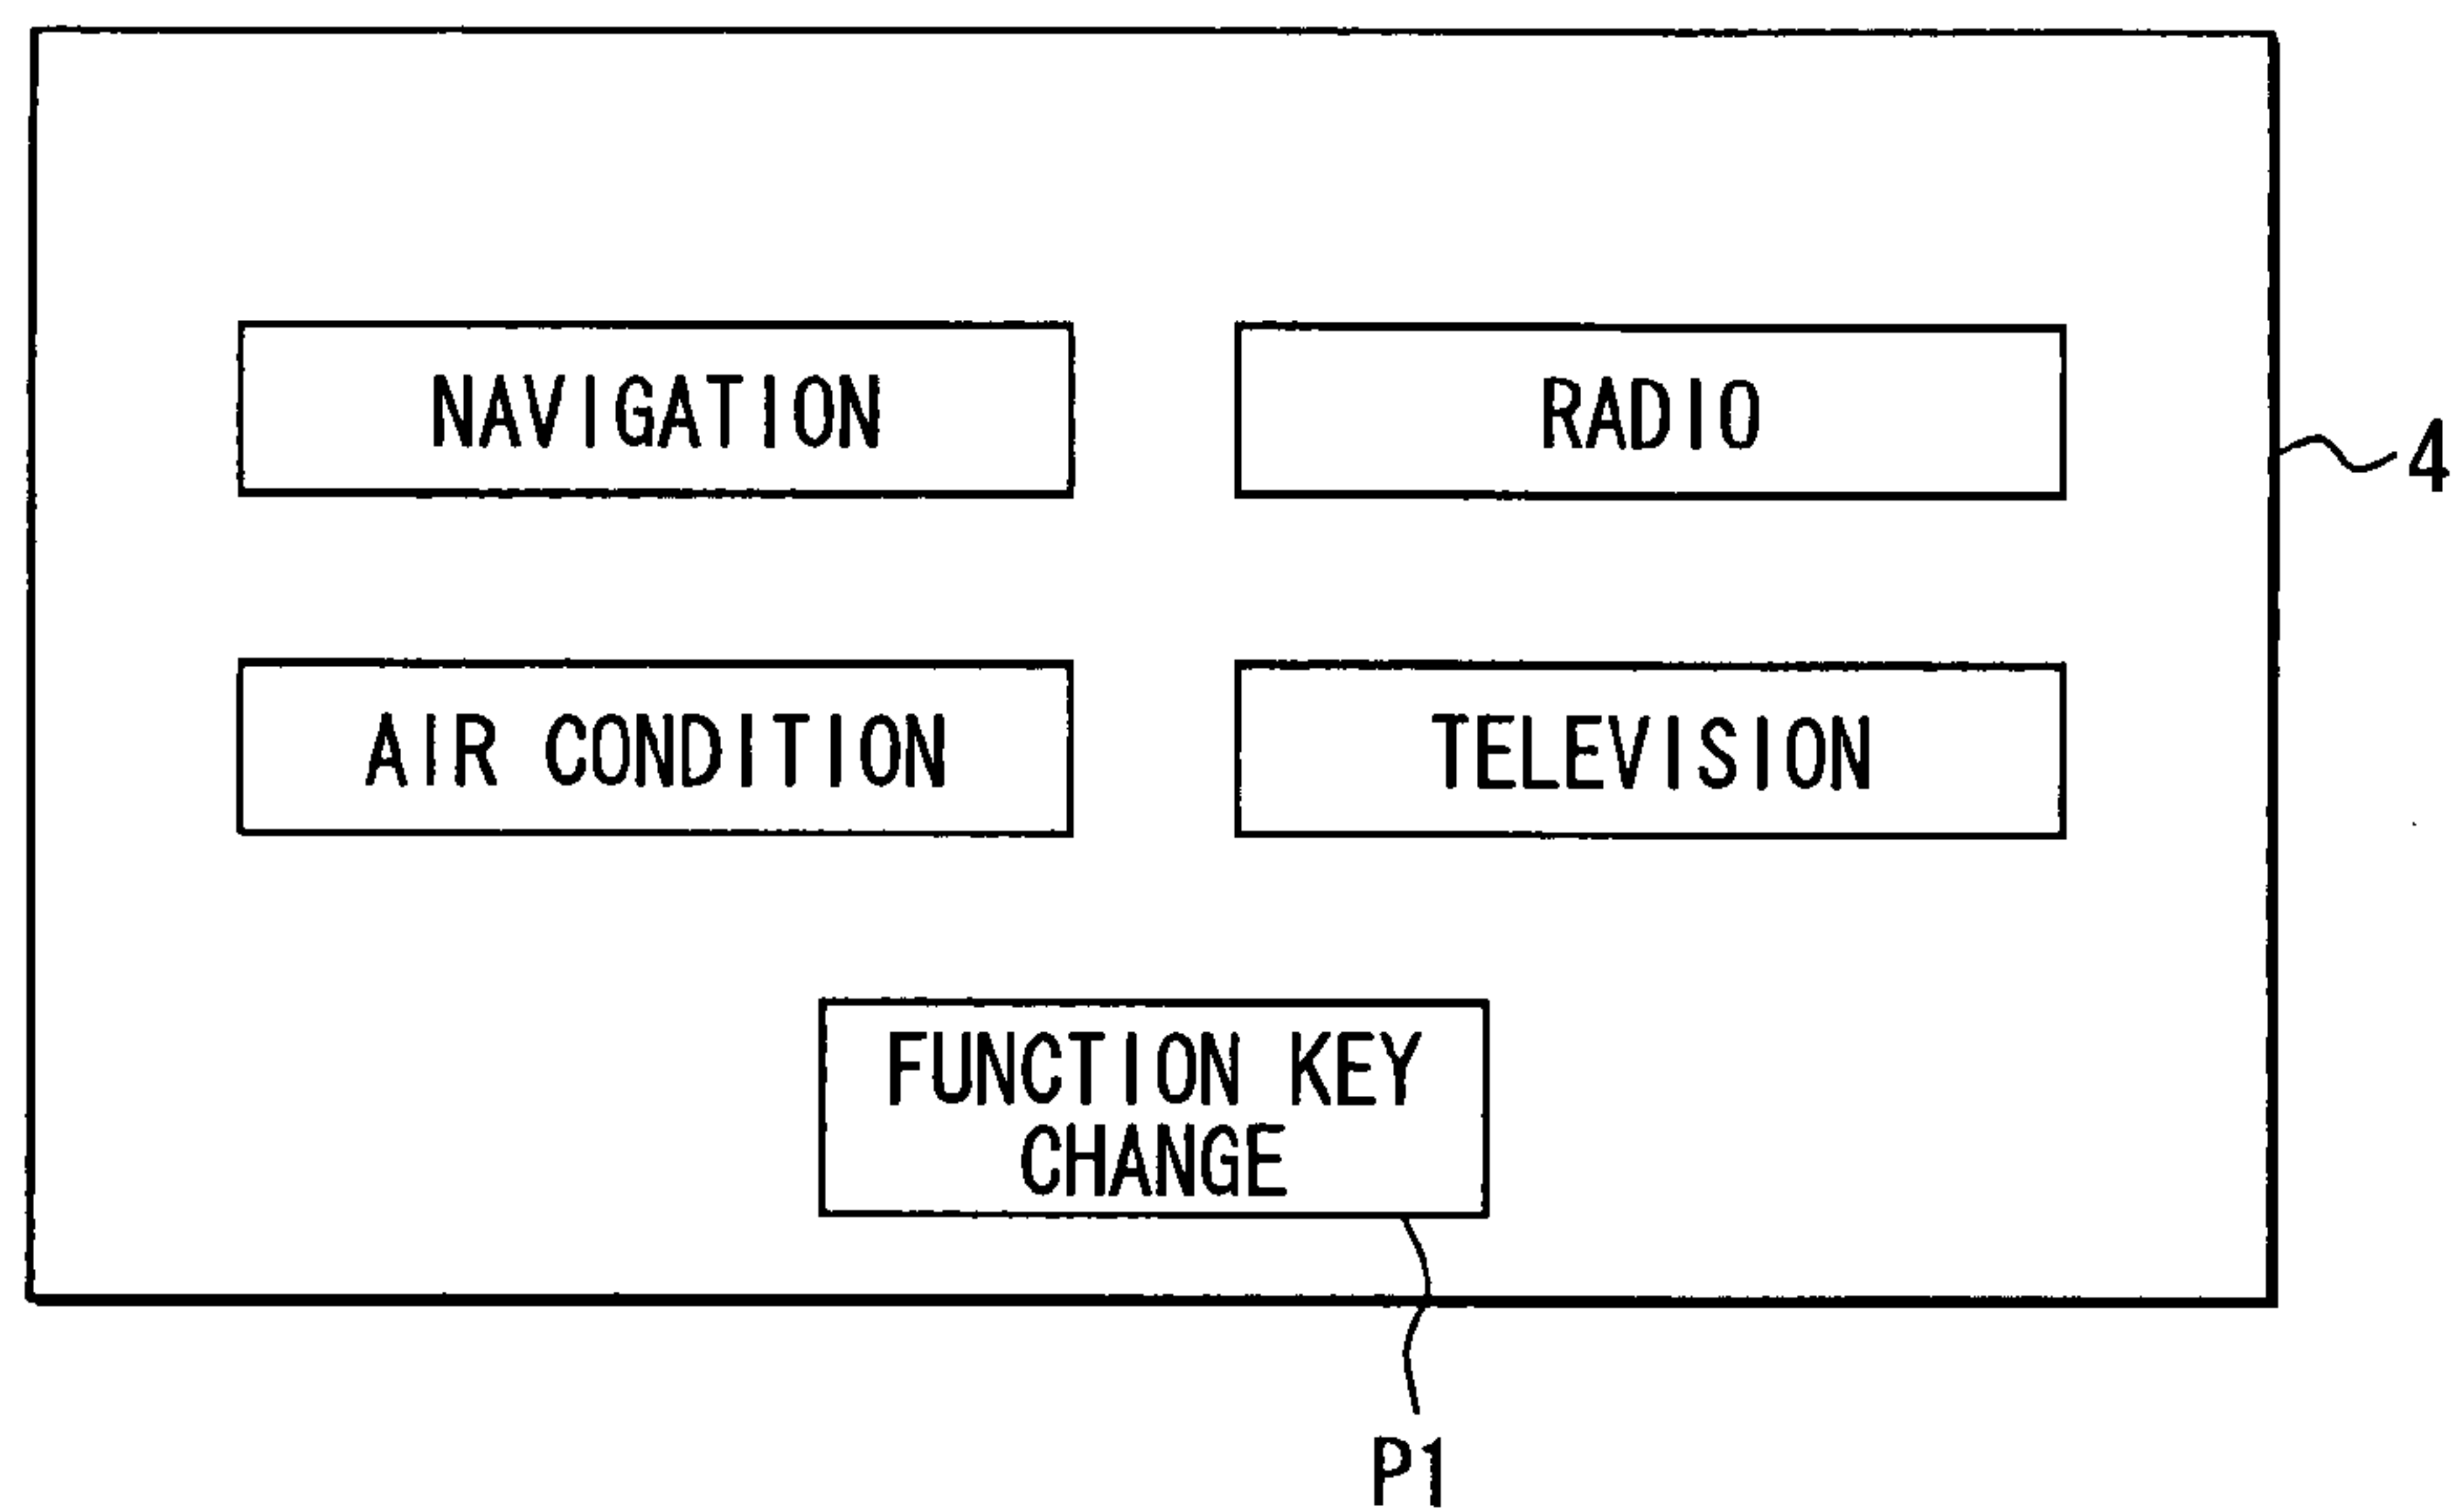 NAVIGATION
RADIO
4
AIR CONDITION
TELEVISION
FUNCTION KEY
CHANGE
P1